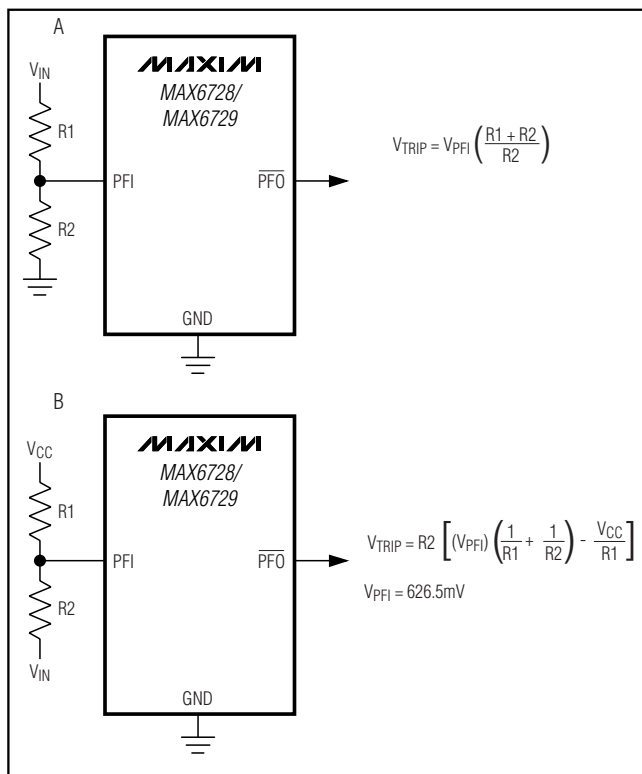 A
VIN
R1
R2
MAXIM
MAX6728/
MAX6729
PFI
PFO
GND
VTRIP = VPFI ( R1 + R2 / R2 )
B
VCC
R1
R2
VIN
MAXIM
MAX6728/
MAX6729
PFI
PFO
GND
VTRIP = R2 [ (VPFI) ( 1/R1 + 1/R2 ) - VCC/R1 ]
VPFI = 626.5mV